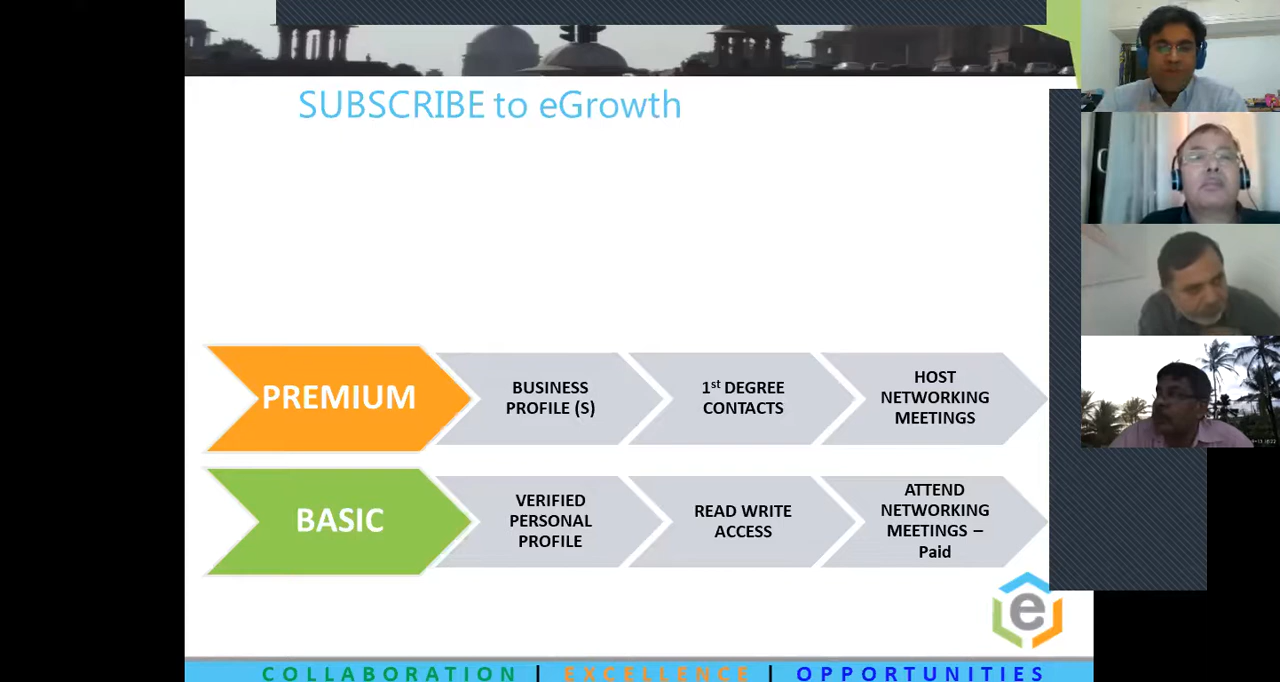 SUBSCRIBE to eGrowth
PREMIUM
BUSINESS
PROFILE (S)
1st DEGREE
CONTACTS
HOST
NETWORKING
MEETINGS
BASIC
VERIFIED
PERSONAL
PROFILE
READ WRITE
ACCESS
ATTEND
NETWORKING
MEETINGS –
Paid
e
COLLABORATION | EXCELLENCE | OPPORTUNITIES